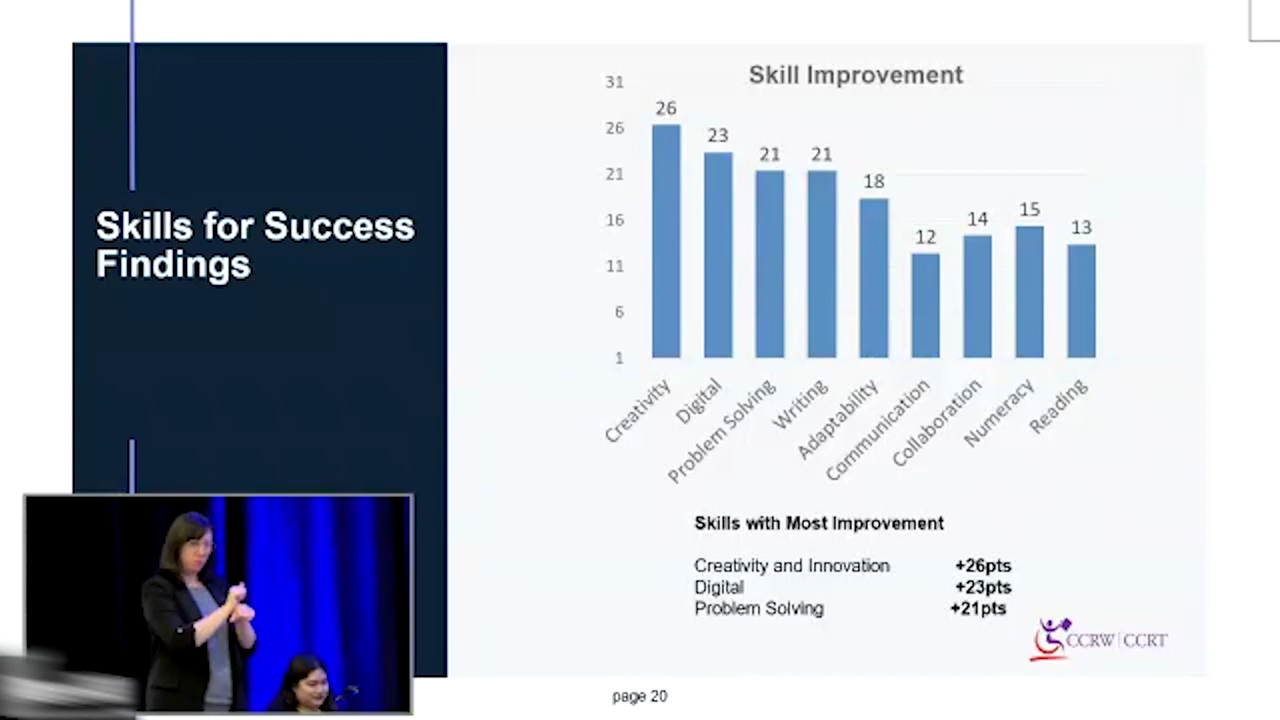 Skills for Success
Findings
Skill Improvement
31
26
21
16
11
6
1
26
23
21
21
18
12
14
15
13
Creativity
Digital
Problem Solving
Writing
Adaptability
Communication
Collaboration
Numeracy
Reading
Skills with Most Improvement
Creativity and Innovation +26pts
Digital +23pts
Problem Solving +21pts
CCRW | CCRT
page 20